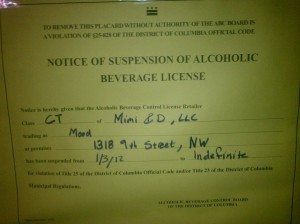 TO REMOVE THIS PLACARD WITHOUT AUTHORITY OF THE ABC BOARD IS
A VIOLATION OF §25-828 OF THE DISTRICT OF COLUMBIA OFFICIAL CODE
NOTICE OF SUSPENSION OF ALCOHOLIC
BEVERAGE LICENSE
Notice is hereby given that the Alcoholic Beverage Control License Retailer
Class CT of Mimi & D, LLC
trading as Mood
at premises 1318 9th Street, NW
has been suspended from 1/5/12 to Indefinite
for violation of Title 25 of the District of Columbia Official Code and/or Title 23 of the District of Columbia
Municipal Regulations.
ALCOHOLIC BEVERAGE CONTROL BOARD
OF THE DISTRICT OF COLUMBIA